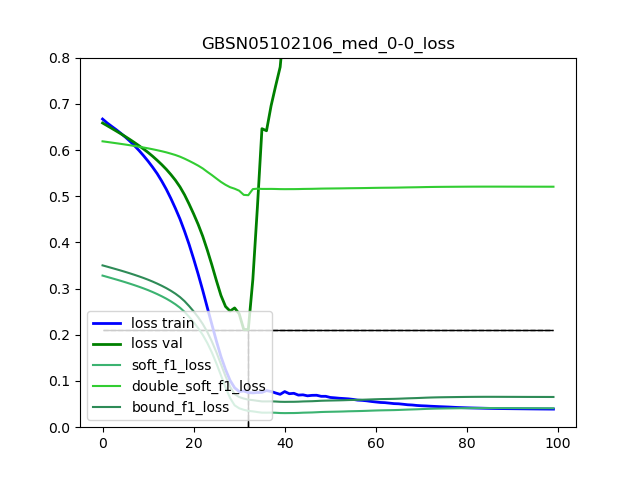 GBSN05102106_med_0-0_loss
0.8
0.7
0.6
0.5
0.4
0.3
0.2
0.1
0.0
loss train
loss val
soft_f1_loss
double_soft_f1_loss
bound_f1_loss
0 20 40 60 80 100